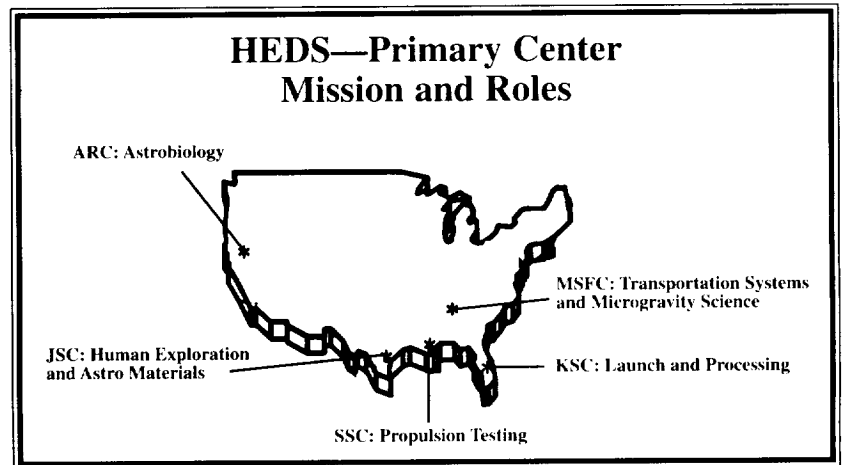 HEDS—Primary Center
Mission and Roles
ARC: Astrobiology
MSFC: Transportation Systems
and Microgravity Science
JSC: Human Exploration
and Astro Materials
KSC: Launch and Processing
SSC: Propulsion Testing